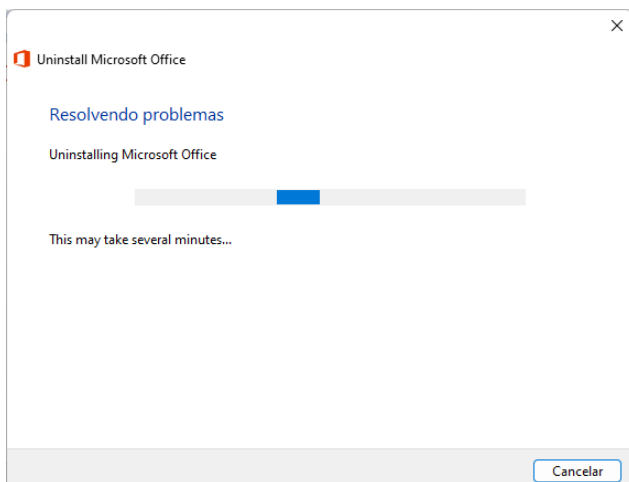 Uninstall Microsoft Office
Resolvendo problemas
Uninstalling Microsoft Office
This may take several minutes...
Cancelar